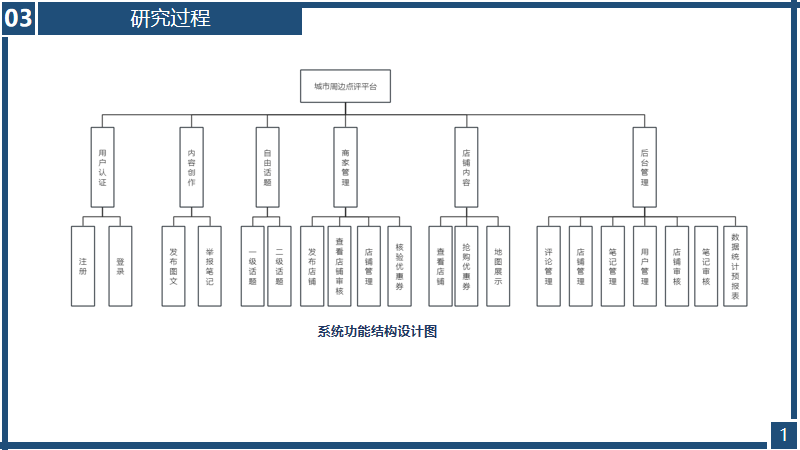 03
研究过程
城市周边点评平台
用户认证
内容创作
自由话题
商家管理
店铺内容
后台管理
注册
登录
发布图文
举报笔记
一级话题
二级话题
发布店铺
查看店铺审核
店铺管理
核验优惠券
查看店铺
抢购优惠券
地图展示
评论管理
店铺管理
笔记管理
用户管理
店铺审核
笔记审核
数据统计预报表
系统功能结构设计图
1